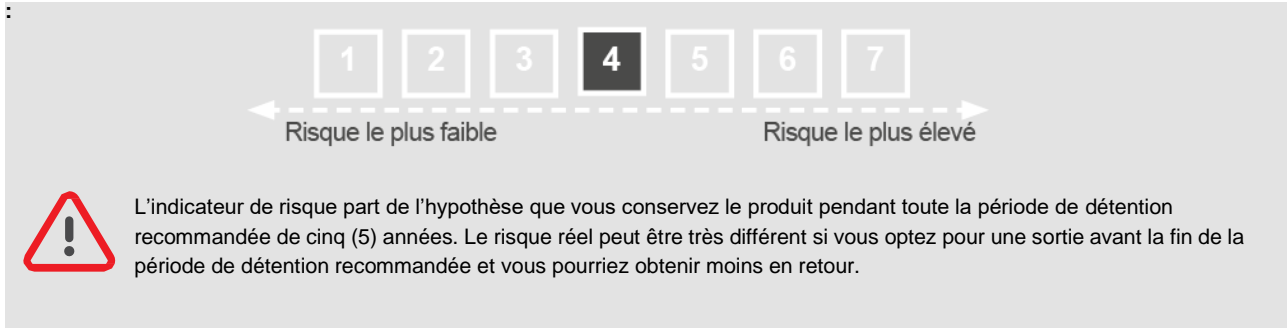 :
1 2 3 4 5 6 7
Risque le plus faible Risque le plus élevé
L'indicateur de risque part de l'hypothèse que vous conservez le produit pendant toute la période de détention
recommandée de cinq (5) années. Le risque réel peut être très différent si vous optez pour une sortie avant la fin de la
période de détention recommandée et vous pourriez obtenir moins en retour.